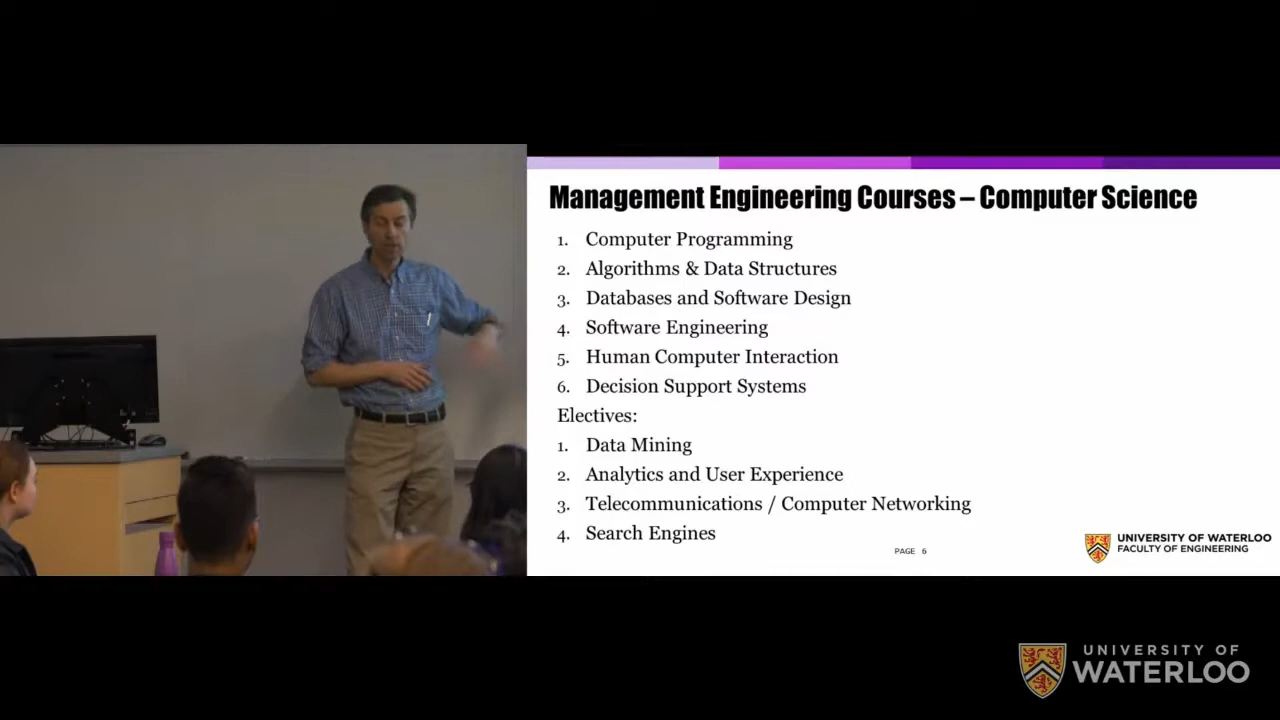 Management Engineering Courses – Computer Science
1. Computer Programming
2. Algorithms & Data Structures
3. Databases and Software Design
4. Software Engineering
5. Human Computer Interaction
6. Decision Support Systems
Electives:
1. Data Mining
2. Analytics and User Experience
3. Telecommunications / Computer Networking
4. Search Engines
PAGE 6
UNIVERSITY OF WATERLOO
FACULTY OF ENGINEERING
UNIVERSITY OF
WATERLOO